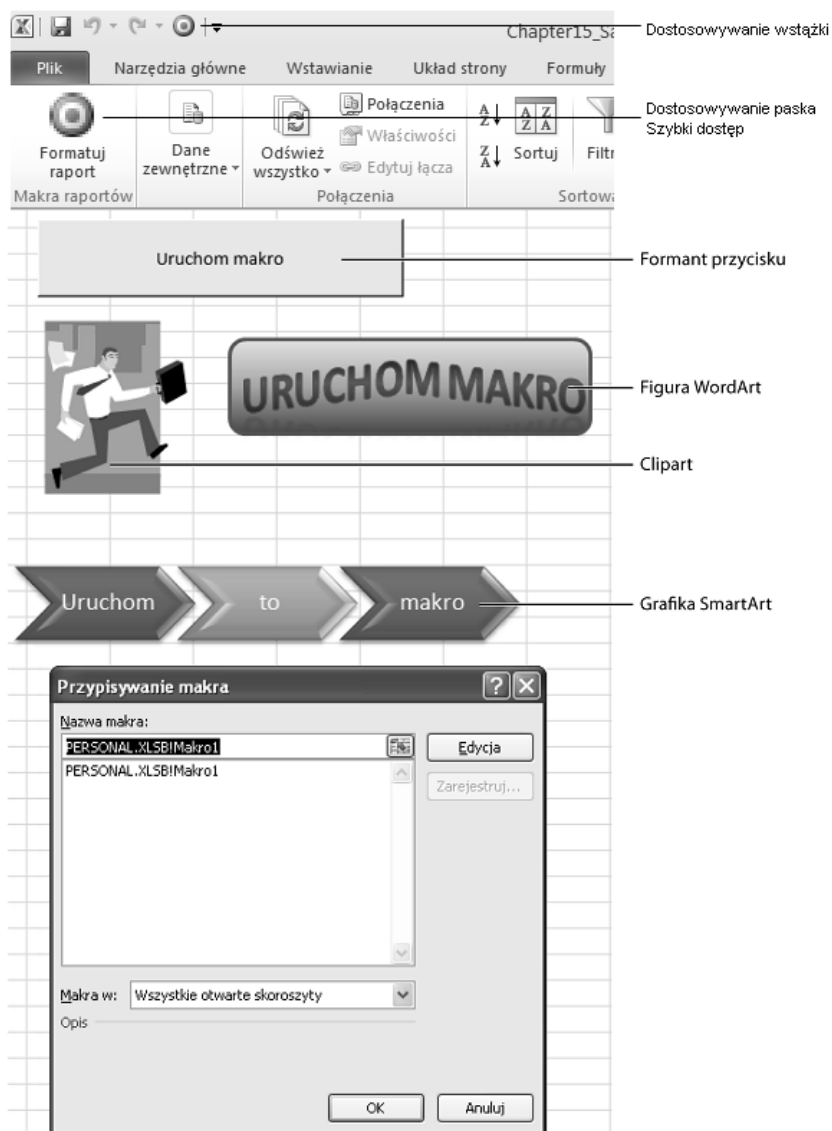 Chapter15_Sa
Dostosowywanie wstążki
Plik Narzędzia główne Wstawianie Układ strony Formuły
Dostosowywanie paska
Szybki dostęp
Formatuj
raport
Makra raportów
Dane
zewnętrzne
Odśwież
wszystko
Połączenia
Właściwości
Edytuj łącza
Połączenia
A
Z
Z
A
A Z
Z A
Sortuj
Filtr
Sortowa
Uruchom makro
Formant przycisku
URUCHOM MAKRO
Figura WordArt
Clipart
Uruchom to makro
Grafika SmartArt
Przypisywanie makra
Nazwa makra:
PERSONAL.XLSB!Makro1
Edycja
PERSONAL.XLSB!Makro1
Zarejestruj...
Makra w: Wszystkie otwarte skoroszyty
Opis
OK Anuluj